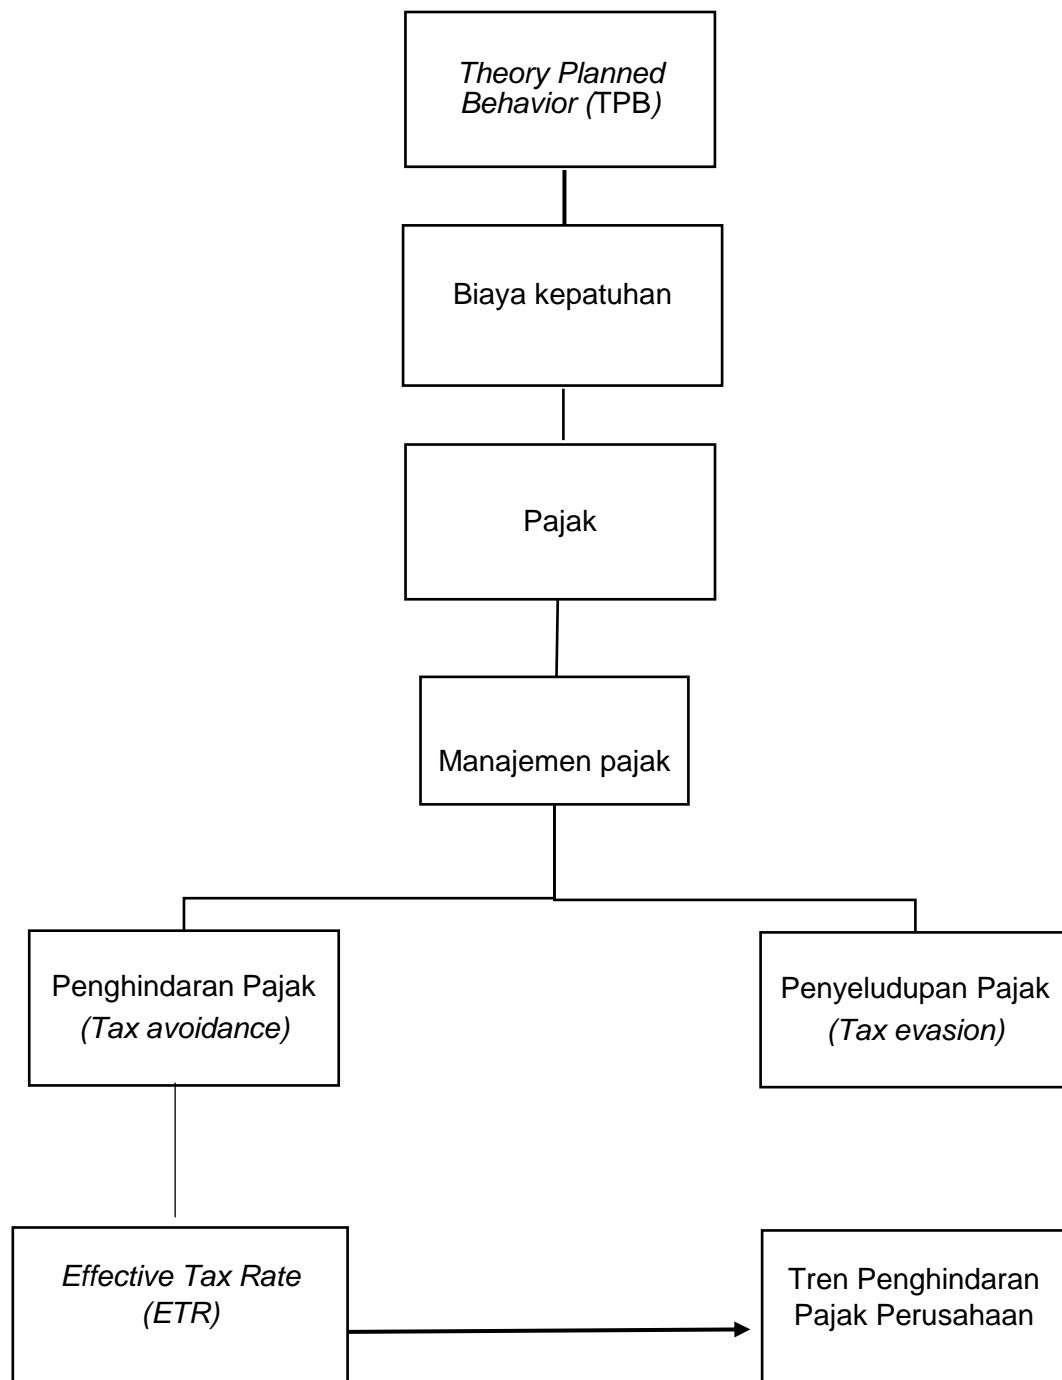 Theory Planned
Behavior (TPB)
Biaya kepatuhan
Pajak
Manajemen pajak
Penghindaran Pajak
(Tax avoidance)
Penyeludupan Pajak
(Tax evasion)
Effective Tax Rate
(ETR)
Tren Penghindaran
Pajak Perusahaan